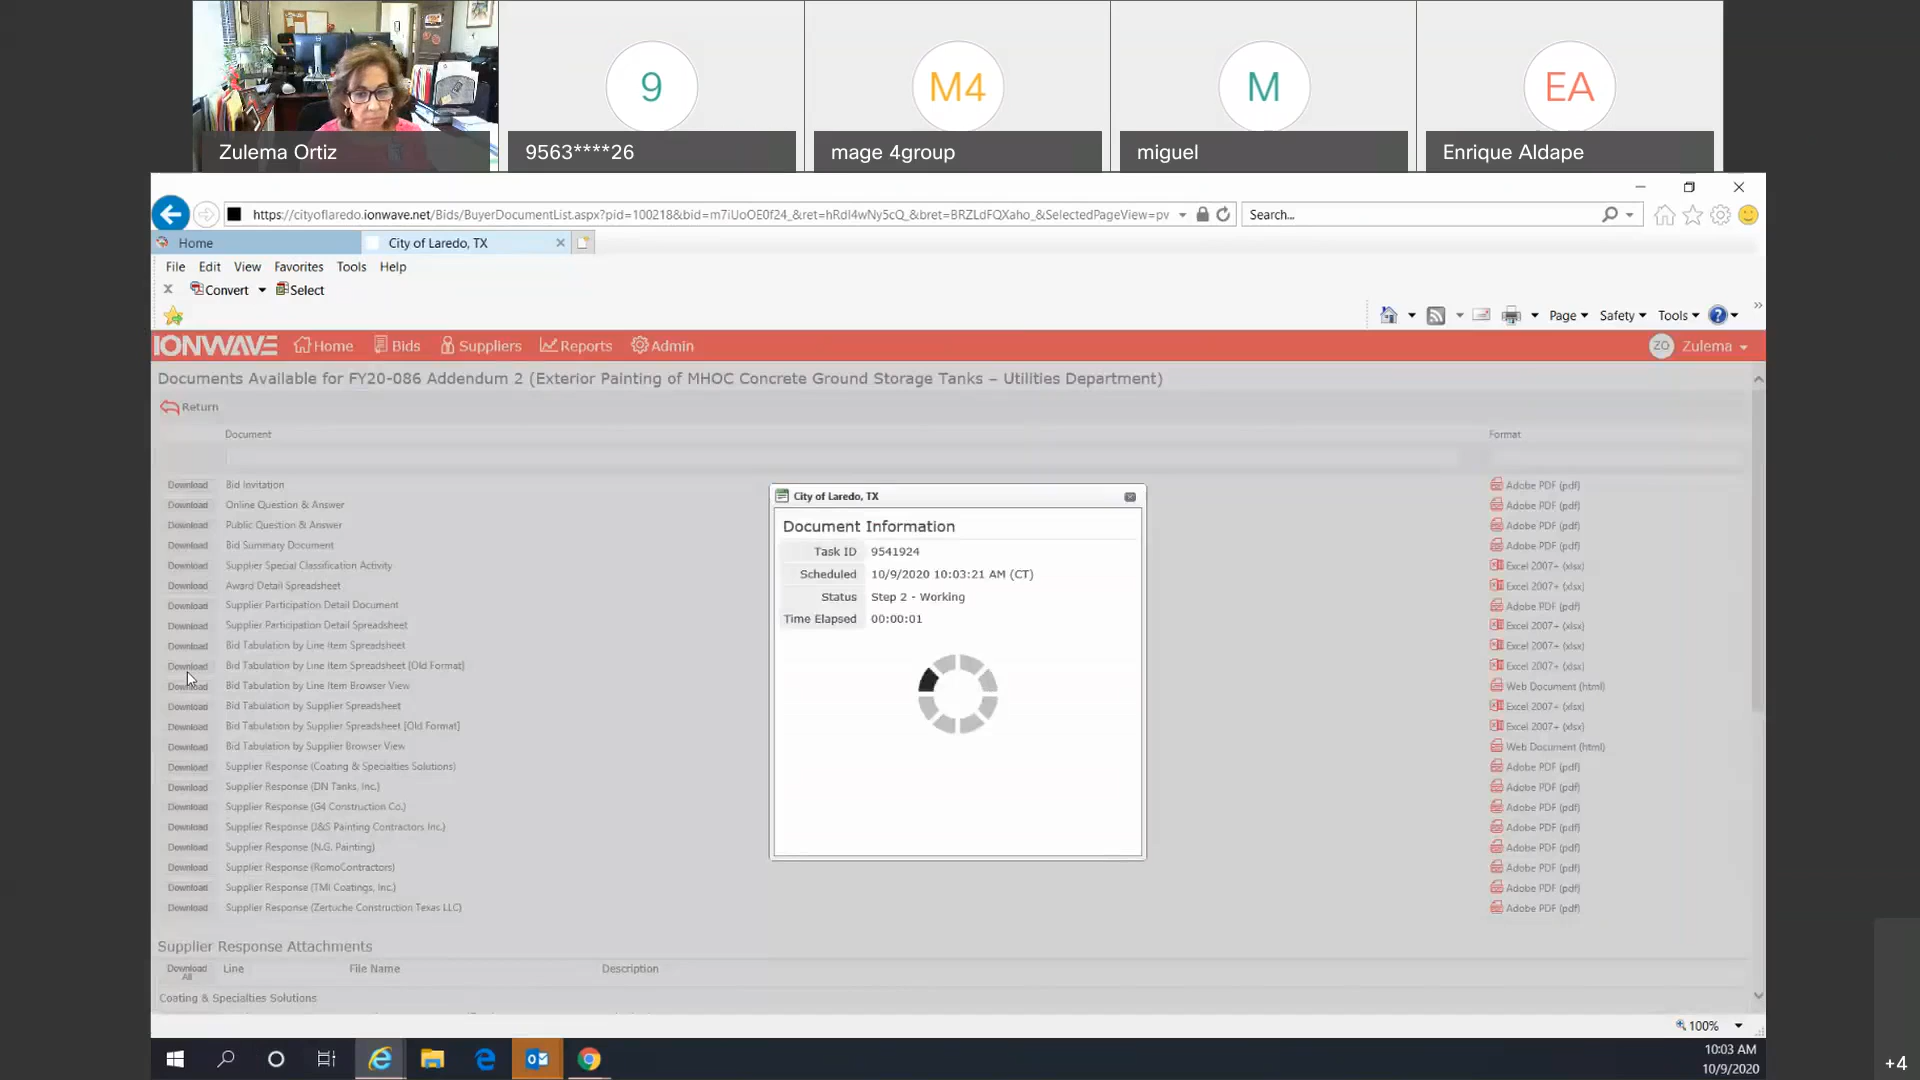 9
M4
M
EA
Zulema Ortiz
9563****26
mage 4group
miguel
Enrique Aldape
https://cityoflaredo.ionwave.net/Bids/BuyerDocumentList.aspx?pid=100218&bid=m7iUoOE0f24_&ret=hRdI4wNy5cQ_&bret=BRZLdFQXaho_&SelectedPageView=pv
Search...
Home
City of Laredo, TX
File Edit View Favorites Tools Help
Convert Select
Page Safety Tools
IONWAVE Home Bids Suppliers Reports Admin ZO Zulema
Documents Available for FY20-086 Addendum 2 (Exterior Painting of MHOC Concrete Ground Storage Tanks – Utilities Department)
Return
Document Format
Download Bid Invitation Adobe PDF (pdf)
Download Online Question & Answer Adobe PDF (pdf)
Download Public Question & Answer Adobe PDF (pdf)
Download Bid Summary Document Adobe PDF (pdf)
Download Supplier Special Classification Activity Excel 2007+ (xlsx)
Download Award Detail Spreadsheet Excel 2007+ (xlsx)
Download Supplier Participation Detail Document Adobe PDF (pdf)
Download Supplier Participation Detail Spreadsheet Excel 2007+ (xlsx)
Download Bid Tabulation by Line Item Spreadsheet Excel 2007+ (xlsx)
Download Bid Tabulation by Line Item Spreadsheet [Old Format] Excel 2007+ (xlsx)
Download Bid Tabulation by Line Item Browser View Web Document (html)
Download Bid Tabulation by Supplier Spreadsheet Excel 2007+ (xlsx)
Download Bid Tabulation by Supplier Spreadsheet [Old Format] Excel 2007+ (xlsx)
Download Bid Tabulation by Supplier Browser View Web Document (html)
Download Supplier Response (Coating & Specialties Solutions) Adobe PDF (pdf)
Download Supplier Response (DN Tanks, Inc.) Adobe PDF (pdf)
Download Supplier Response (G4 Construction Co.) Adobe PDF (pdf)
Download Supplier Response (J&S Painting Contractors Inc.) Adobe PDF (pdf)
Download Supplier Response (N.G. Painting) Adobe PDF (pdf)
Download Supplier Response (RomoContractors) Adobe PDF (pdf)
Download Supplier Response (TMI Coatings, Inc.) Adobe PDF (pdf)
Download Supplier Response (Zertuche Construction Texas LLC) Adobe PDF (pdf)
City of Laredo, TX
Document Information
Task ID 9541924
Scheduled 10/9/2020 10:03:21 AM (CT)
Status Step 2 - Working
Time Elapsed 00:00:01
Supplier Response Attachments
Download All Line File Name Description
Coating & Specialties Solutions
100%
10:03 AM
10/9/2020
+4